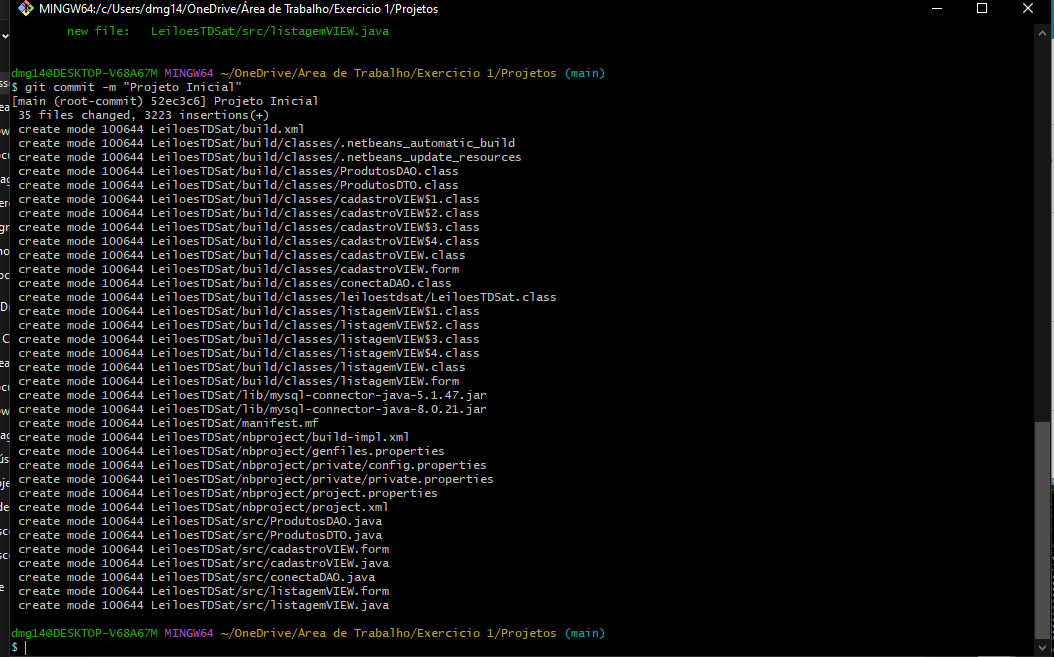 MINGW64:/c/Users/dmg14/OneDrive/Área de Trabalho/Exercicio 1/Projetos
new file:   LeiloesTDSat/src/listagemVIEW.java
dmg14@DESKTOP-V68A67M MINGW64 ~/OneDrive/Área de Trabalho/Exercicio 1/Projetos (main)
$ git commit -m "Projeto Inicial"
[main (root-commit) 52ec3c6] Projeto Inicial
35 files changed, 3223 insertions(+)
create mode 100644 LeiloesTDSat/build.xml
create mode 100644 LeiloesTDSat/build/classes/.netbeans_automatic_build
create mode 100644 LeiloesTDSat/build/classes/.netbeans_update_resources
create mode 100644 LeiloesTDSat/build/classes/ProdutosDAO.class
create mode 100644 LeiloesTDSat/build/classes/ProdutosDTO.class
create mode 100644 LeiloesTDSat/build/classes/cadastroVIEW$1.class
create mode 100644 LeiloesTDSat/build/classes/cadastroVIEW$2.class
create mode 100644 LeiloesTDSat/build/classes/cadastroVIEW$3.class
create mode 100644 LeiloesTDSat/build/classes/cadastroVIEW$4.class
create mode 100644 LeiloesTDSat/build/classes/cadastroVIEW.class
create mode 100644 LeiloesTDSat/build/classes/cadastroVIEW.form
create mode 100644 LeiloesTDSat/build/classes/conectaDAO.class
create mode 100644 LeiloesTDSat/build/classes/leiloestdsat/LeiloesTDSat.class
create mode 100644 LeiloesTDSat/build/classes/listagemVIEW$1.class
create mode 100644 LeiloesTDSat/build/classes/listagemVIEW$2.class
create mode 100644 LeiloesTDSat/build/classes/listagemVIEW$3.class
create mode 100644 LeiloesTDSat/build/classes/listagemVIEW$4.class
create mode 100644 LeiloesTDSat/build/classes/listagemVIEW.class
create mode 100644 LeiloesTDSat/build/classes/listagemVIEW.form
create mode 100644 LeiloesTDSat/lib/mysql-connector-java-5.1.47.jar
create mode 100644 LeiloesTDSat/lib/mysql-connector-java-8.0.21.jar
create mode 100644 LeiloesTDSat/manifest.mf
create mode 100644 LeiloesTDSat/nbproject/build-impl.xml
create mode 100644 LeiloesTDSat/nbproject/genfiles.properties
create mode 100644 LeiloesTDSat/nbproject/private/config.properties
create mode 100644 LeiloesTDSat/nbproject/private/private.properties
create mode 100644 LeiloesTDSat/nbproject/project.properties
create mode 100644 LeiloesTDSat/nbproject/project.xml
create mode 100644 LeiloesTDSat/src/ProdutosDAO.java
create mode 100644 LeiloesTDSat/src/ProdutosDTO.java
create mode 100644 LeiloesTDSat/src/cadastroVIEW.form
create mode 100644 LeiloesTDSat/src/cadastroVIEW.java
create mode 100644 LeiloesTDSat/src/conectaDAO.java
create mode 100644 LeiloesTDSat/src/listagemVIEW.form
create mode 100644 LeiloesTDSat/src/listagemVIEW.java
dmg14@DESKTOP-V68A67M MINGW64 ~/OneDrive/Área de Trabalho/Exercicio 1/Projetos (main)
$